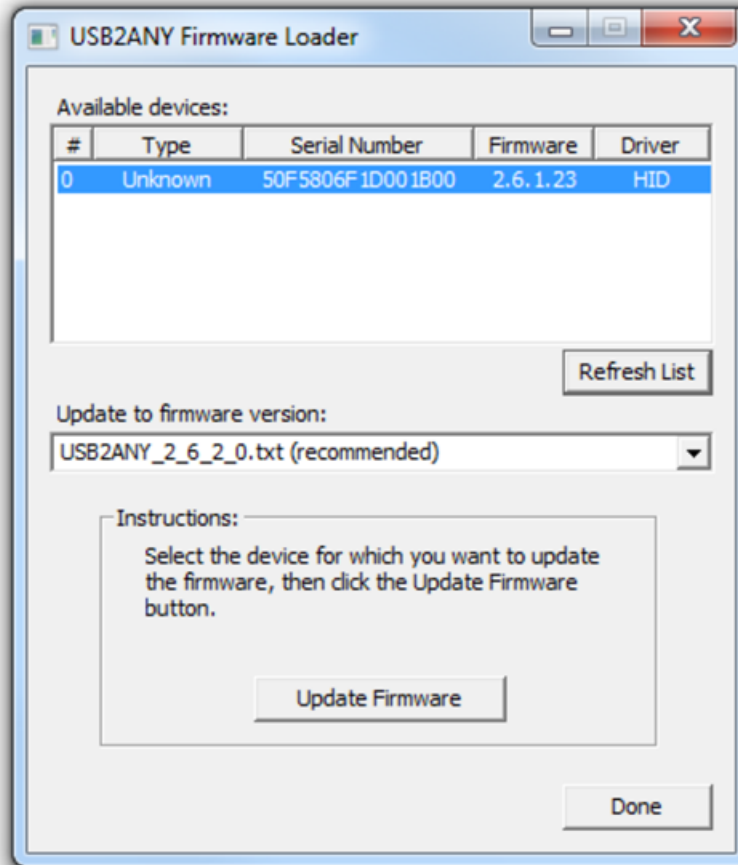 USB2ANY Firmware Loader
Available devices:
# Type Serial Number Firmware Driver
0 Unknown 50F5806F1D001B00 2.6.1.23 HID
Refresh List
Update to firmware version:
USB2ANY_2_6_2_0.txt (recommended)
Instructions:
Select the device for which you want to update
the firmware, then click the Update Firmware
button.
Update Firmware
Done